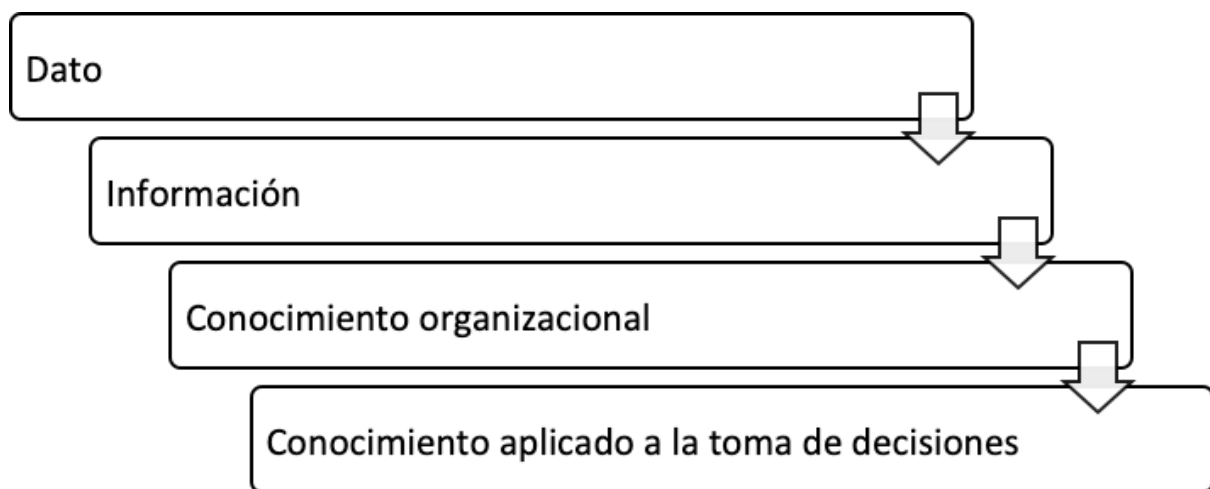 Dato
Información
Conocimiento organizacional
Conocimiento aplicado a la toma de decisiones